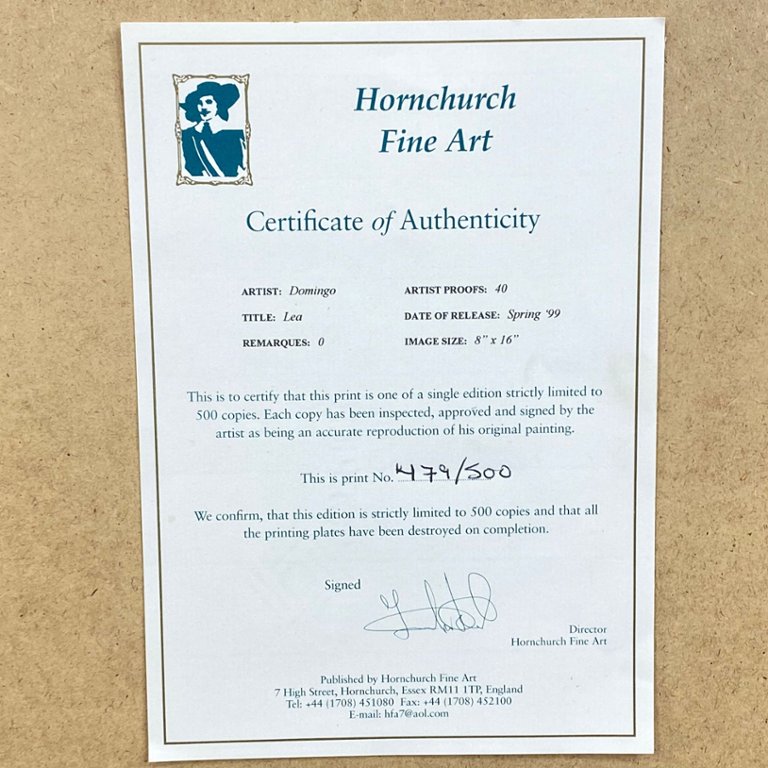 Hornchurch
Fine Art
Certificate of Authenticity
ARTIST: Domingo
ARTIST PROOFS: 40
TITLE: Lea
DATE OF RELEASE: Spring '99
REMARQUES: 0
IMAGE SIZE: 8" x 16"
This is to certify that this print is one of a single edition strictly limited to
500 copies. Each copy has been inspected, approved and signed by the
artist as being an accurate reproduction of his original painting.
This is print No. 479/500
We confirm, that this edition is strictly limited to 500 copies and that all
the printing plates have been destroyed on completion.
Signed
Director
Hornchurch Fine Art
Published by Hornchurch Fine Art
7 High Street, Hornchurch, Essex RM11 1TP, England
Tel: +44 (1708) 451080 Fax: +44 (1708) 452100
E-mail: hfa7@aol.com